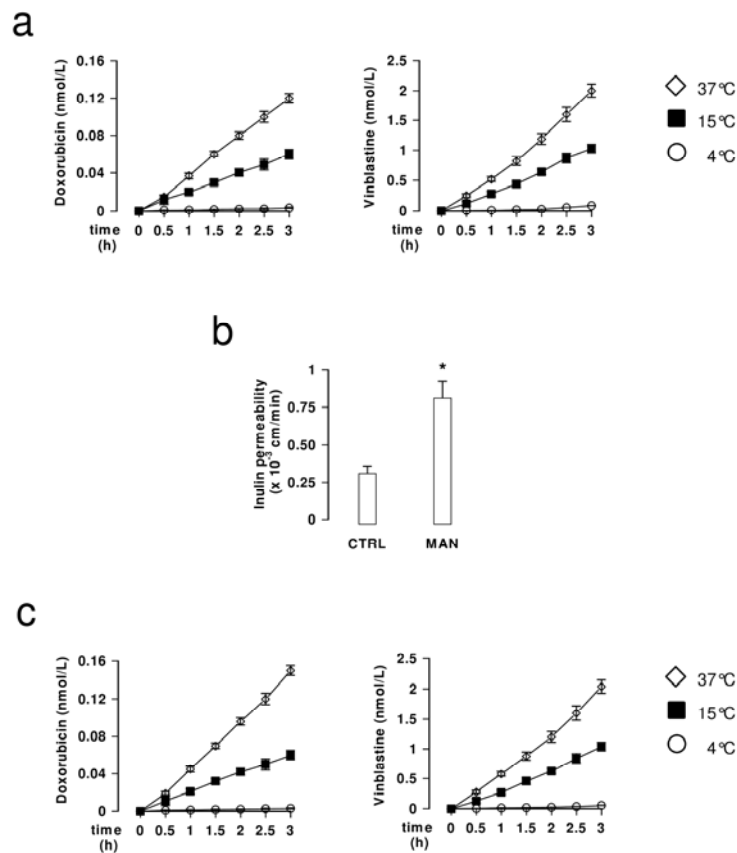 a
Doxorubicin (nmol/L)
0.16
0.12
0.08
0.04
0
time (h)
0 0.5 1 1.5 2 2.5 3
Vinblastine (nmol/L)
2.5
2
1.5
1
0.5
0
time (h)
0 0.5 1 1.5 2 2.5 3
37°C
15°C
4°C
b
Inulin permeability
(x 10⁻³ cm/min)
1
0.75
0.50
0.25
0
*
CTRL MAN
c
Doxorubicin (nmol/L)
0.16
0.12
0.08
0.04
0
time (h)
0 0.5 1 1.5 2 2.5 3
Vinblastine (nmol/L)
2.5
2
1.5
1
0.5
0
time (h)
0 0.5 1 1.5 2 2.5 3
37°C
15°C
4°C